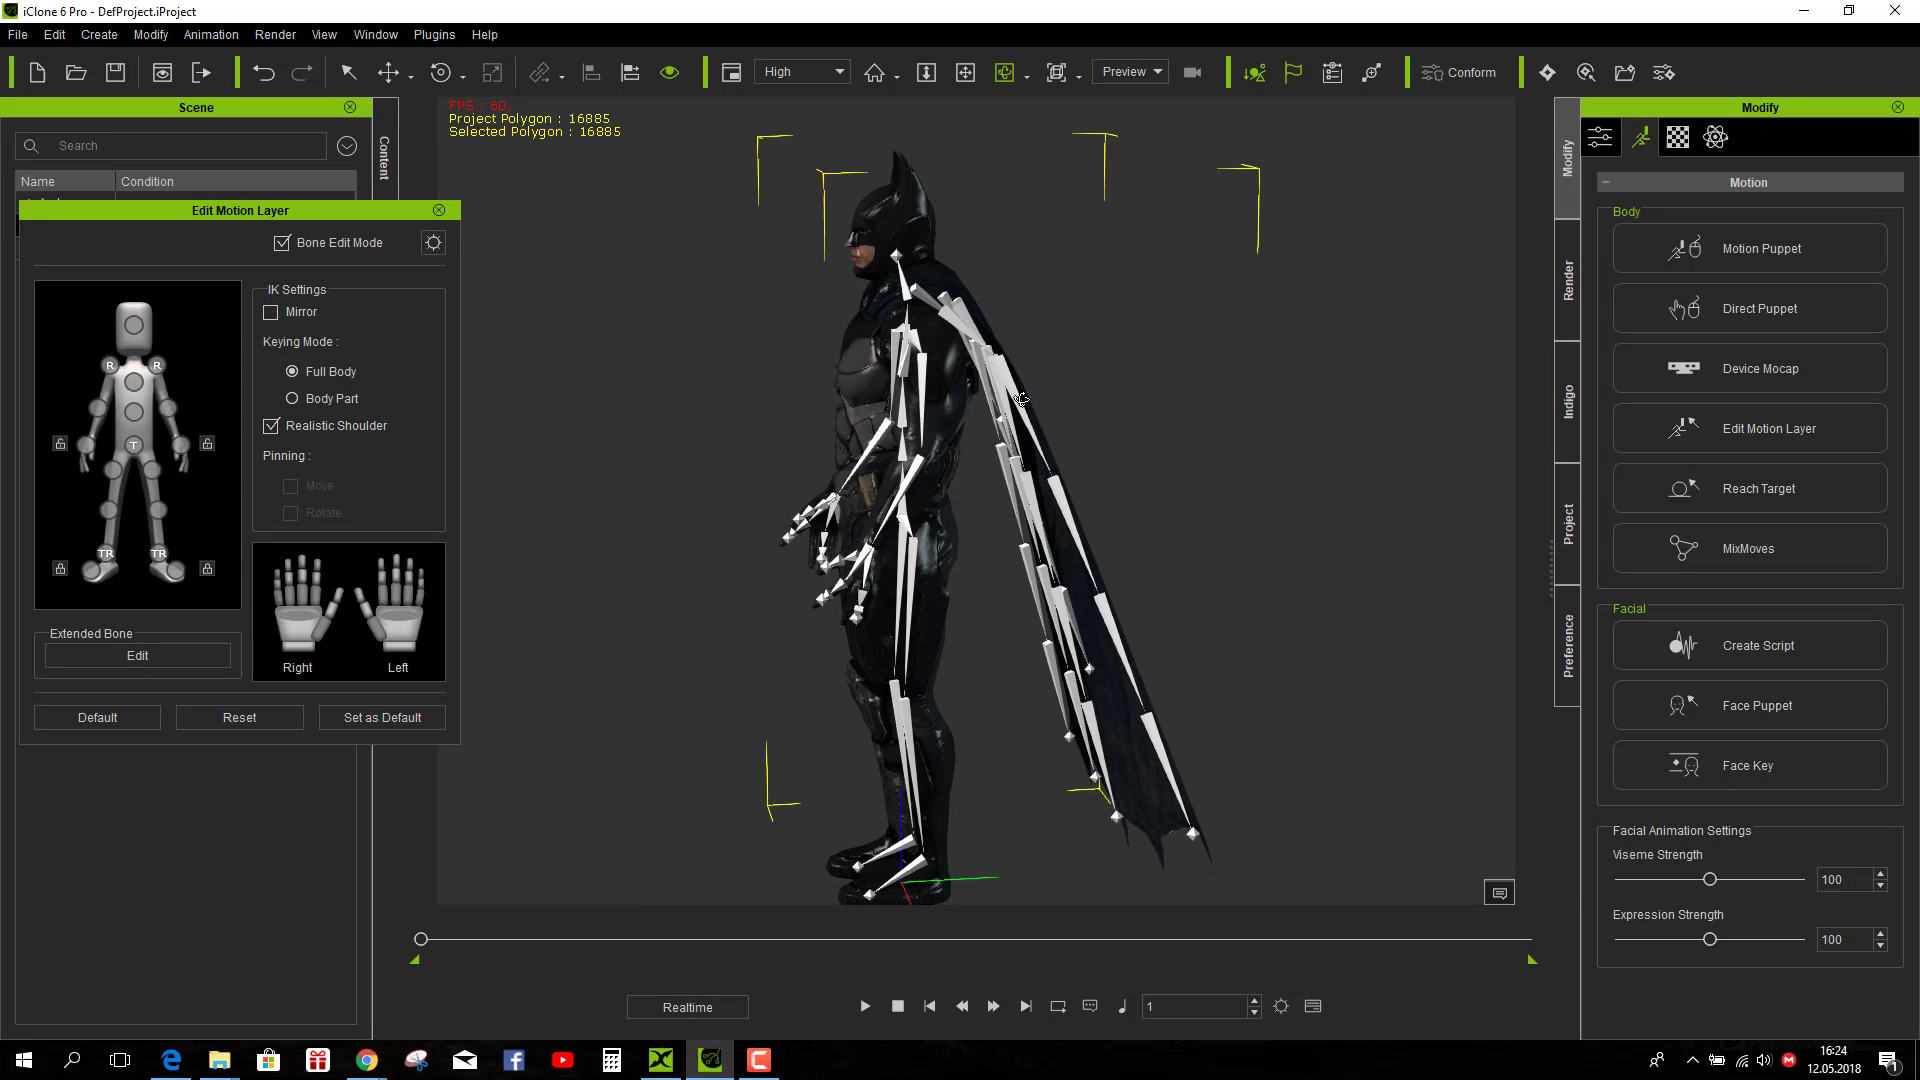 iClone 6 Pro - DefProject.iProject
File Edit Create Modify Animation Render View Window Plugins Help
High
Preview
Conform
Scene
Search
Name Condition
Edit Motion Layer
Bone Edit Mode
R R
T
TR TR
IK Settings
Mirror
Keying Mode :
Full Body
Body Part
Realistic Shoulder
Pinning :
Move
Rotate
Extended Bone
Edit
Right Left
Default Reset Set as Default
Content
FPS : 60.
Project Polygon : 16885
Selected Polygon : 16885
Realtime
1
Modify
Render
Indigo
Project
Preference
Modify
Motion
Body
Motion Puppet
Direct Puppet
Device Mocap
Edit Motion Layer
Reach Target
MixMoves
Facial
Create Script
Face Puppet
Face Key
Facial Animation Settings
Viseme Strength
100
Expression Strength
100
16:24
12.05.2018
1